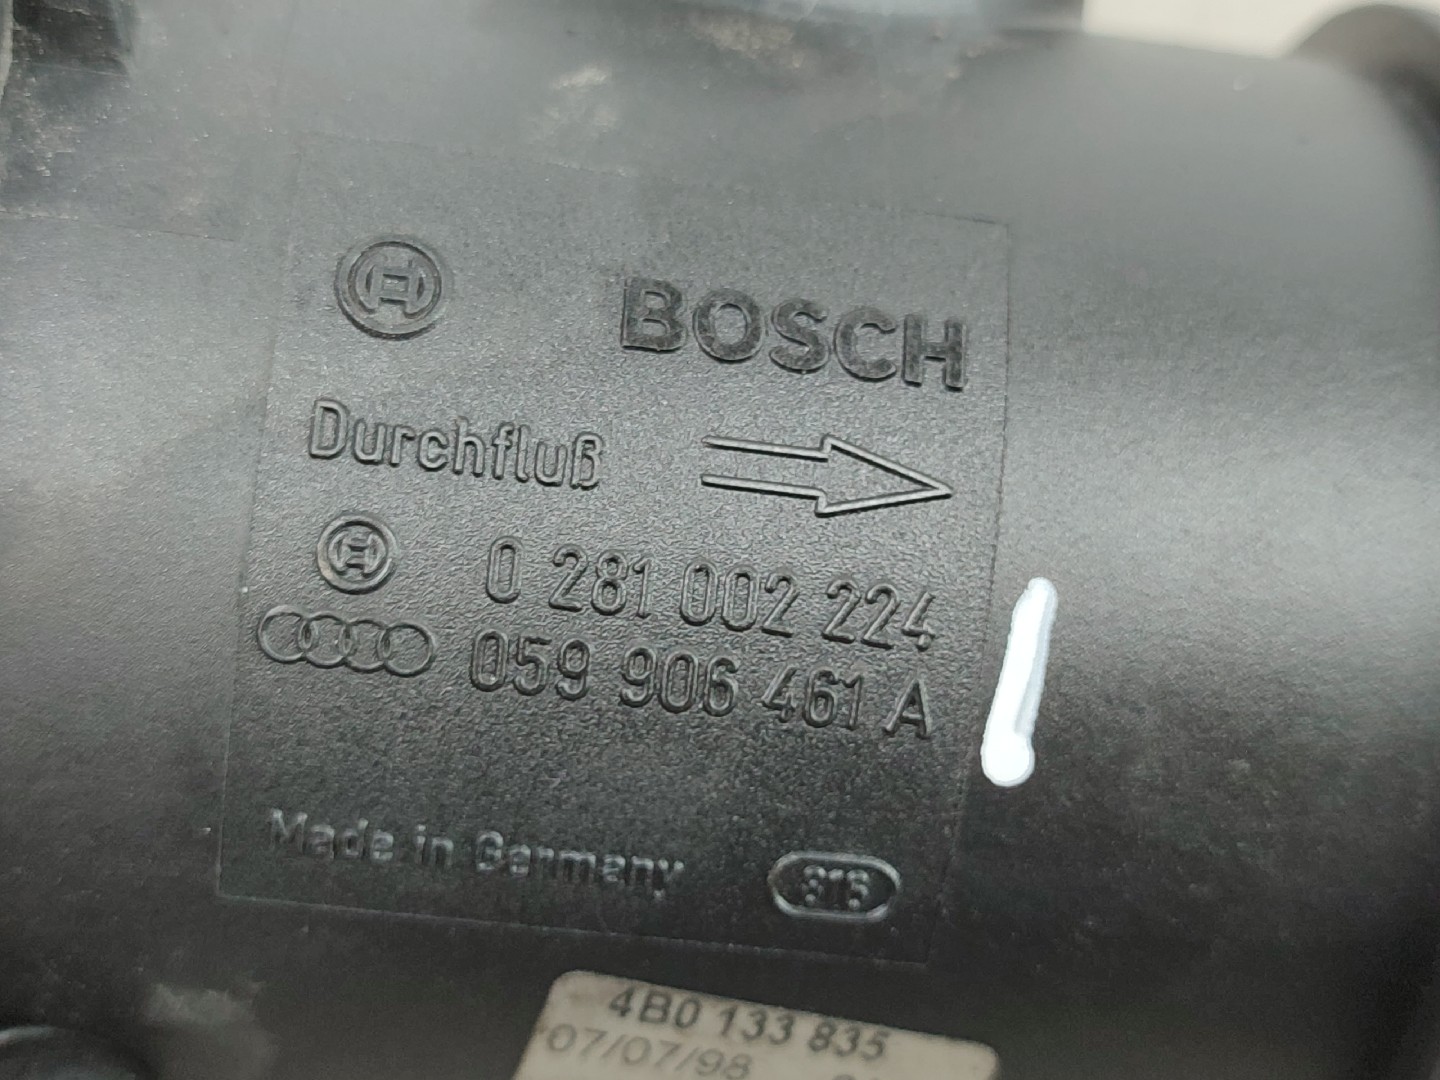 BOSCH
Durchfluß
0 281 002 224
059 906 461 A
Made in Germany
4B0 133 835
07/07/98